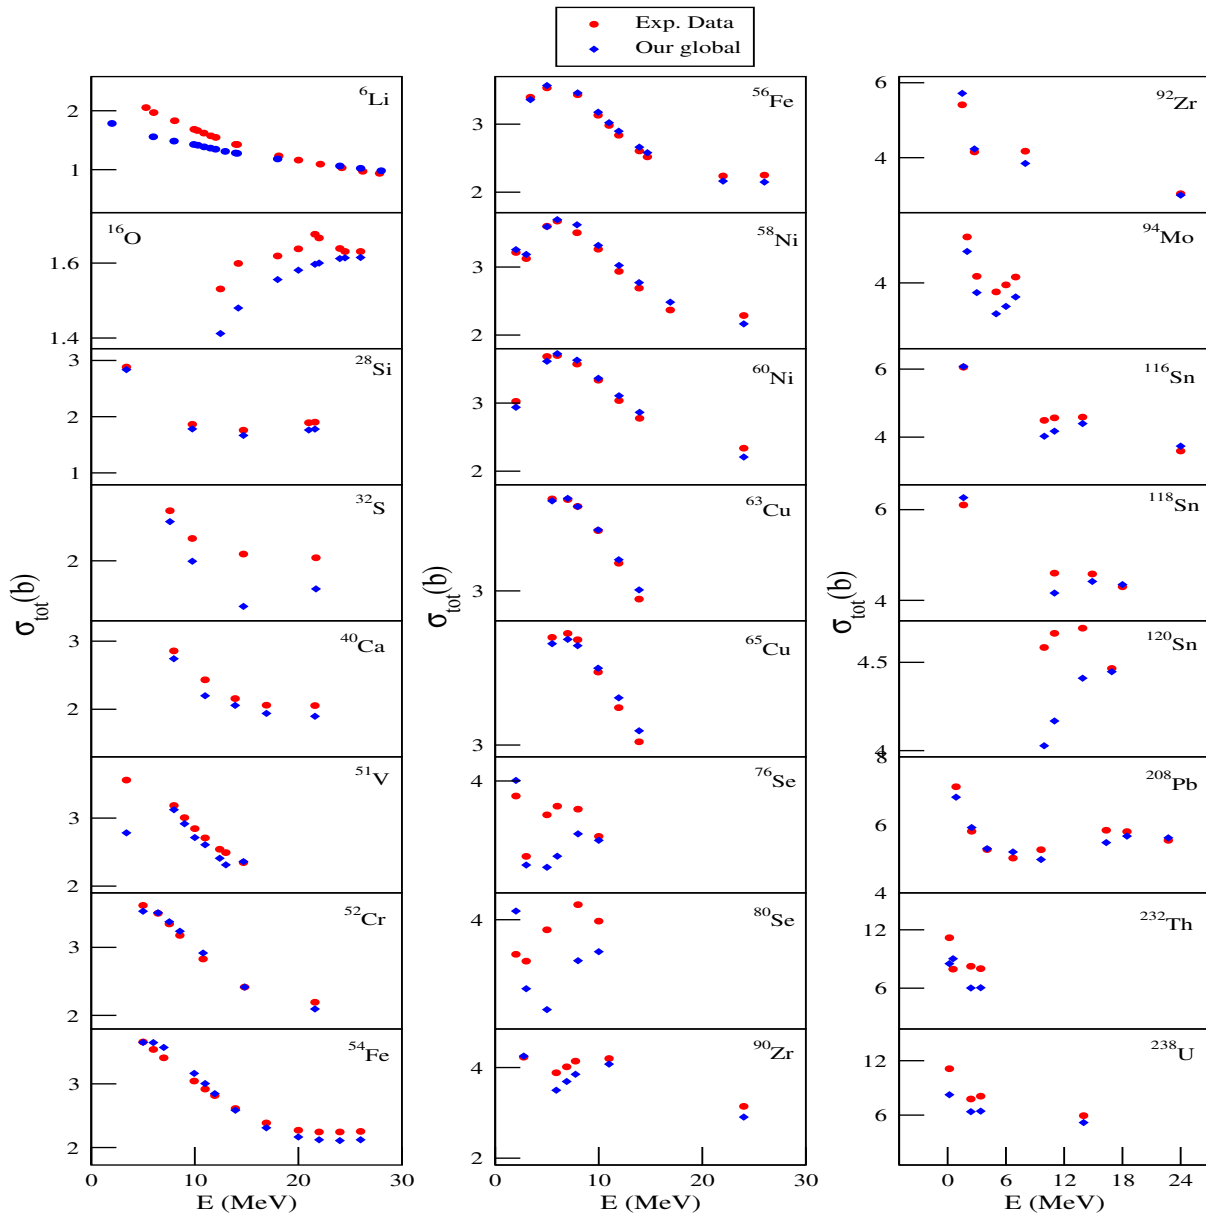 Exp. Data
Our global
⁶Li
2
1
¹⁶O
1.6
1.4
²⁸Si
3
2
1
³²S
2
⁴⁰Ca
3
2
⁵¹V
3
2
⁵²Cr
3
2
⁵⁴Fe
3
2
0 10 20 30
E (MeV)
σtot(b)
⁵⁶Fe
3
2
⁵⁸Ni
3
2
⁶⁰Ni
3
2
⁶³Cu
3
⁶⁵Cu
3
⁷⁶Se
4
⁸⁰Se
4
⁹⁰Zr
4
2
0 10 20 30
E (MeV)
σtot(b)
⁹²Zr
6
4
⁹⁴Mo
4
¹¹⁶Sn
6
4
¹¹⁸Sn
6
4
¹²⁰Sn
4.5
4
²⁰⁸Pb
8
6
4
²³²Th
12
6
²³⁸U
12
6
0 6 12 18 24
E (MeV)
σtot(b)